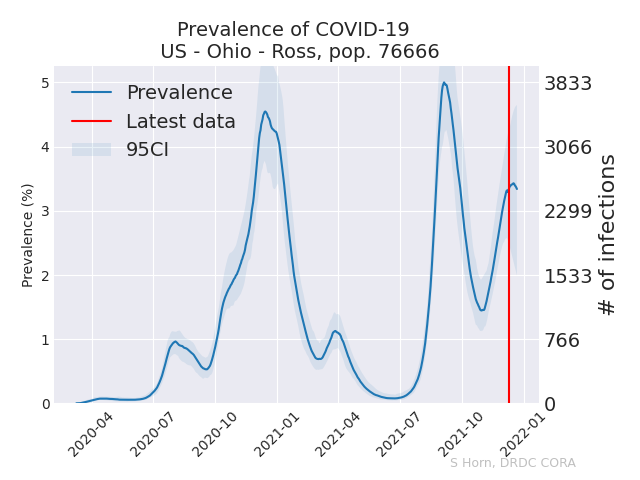 Prevalence of COVID-19
US - Ohio - Ross, pop. 76666
Prevalence
Latest data
95CI
Prevalence (%)
5
4
3
2
1
0
3833
3066
2299
1533
766
0
# of infections
2020-04
2020-07
2020-10
2021-01
2021-04
2021-07
2021-10
2022-01
S Horn, DRDC CORA